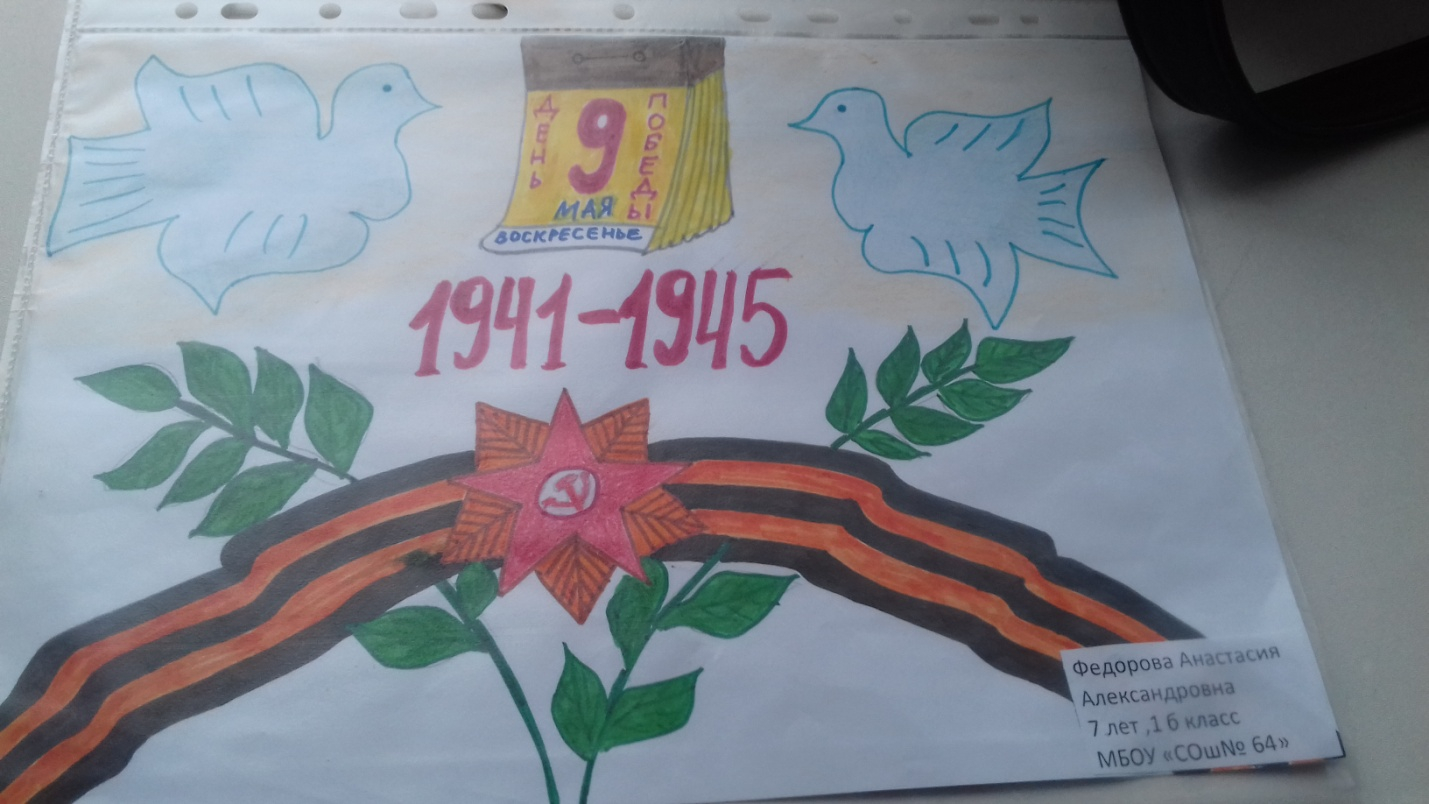 ДЕНЬ
9
ПОБЕДЫ
МАЯ
ВОСКРЕСЕНЬЕ
1941-1945
Федорова Анастасия
Александровна
7 лет ,1 б класс
МБОУ «СОш№ 64»